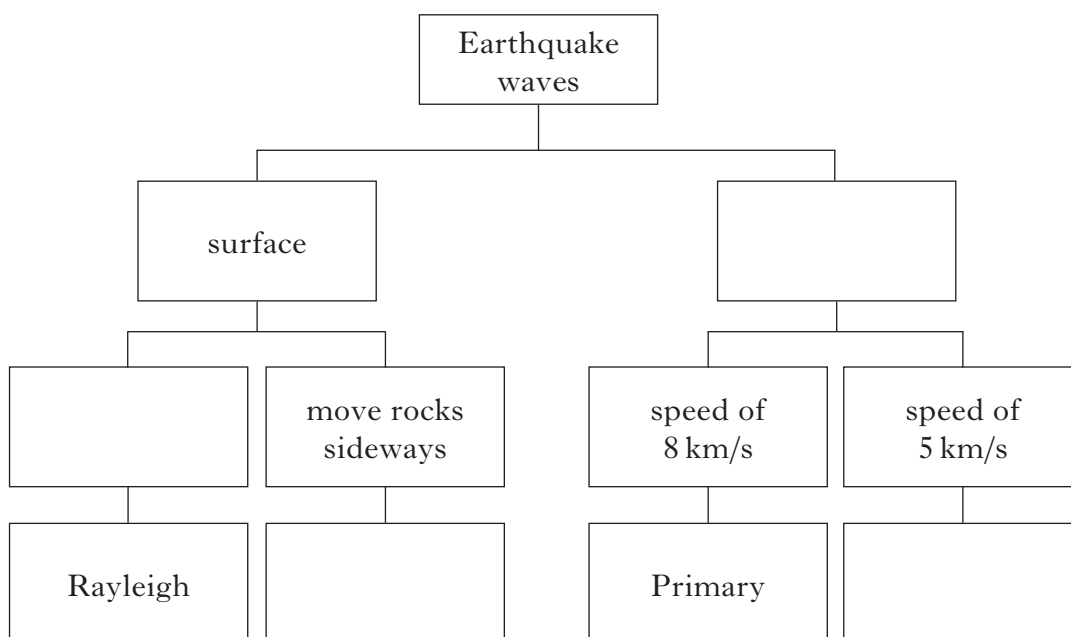 Earthquake
waves
surface
move rocks
sideways
speed of
8 km/s
speed of
5 km/s
Rayleigh
Primary